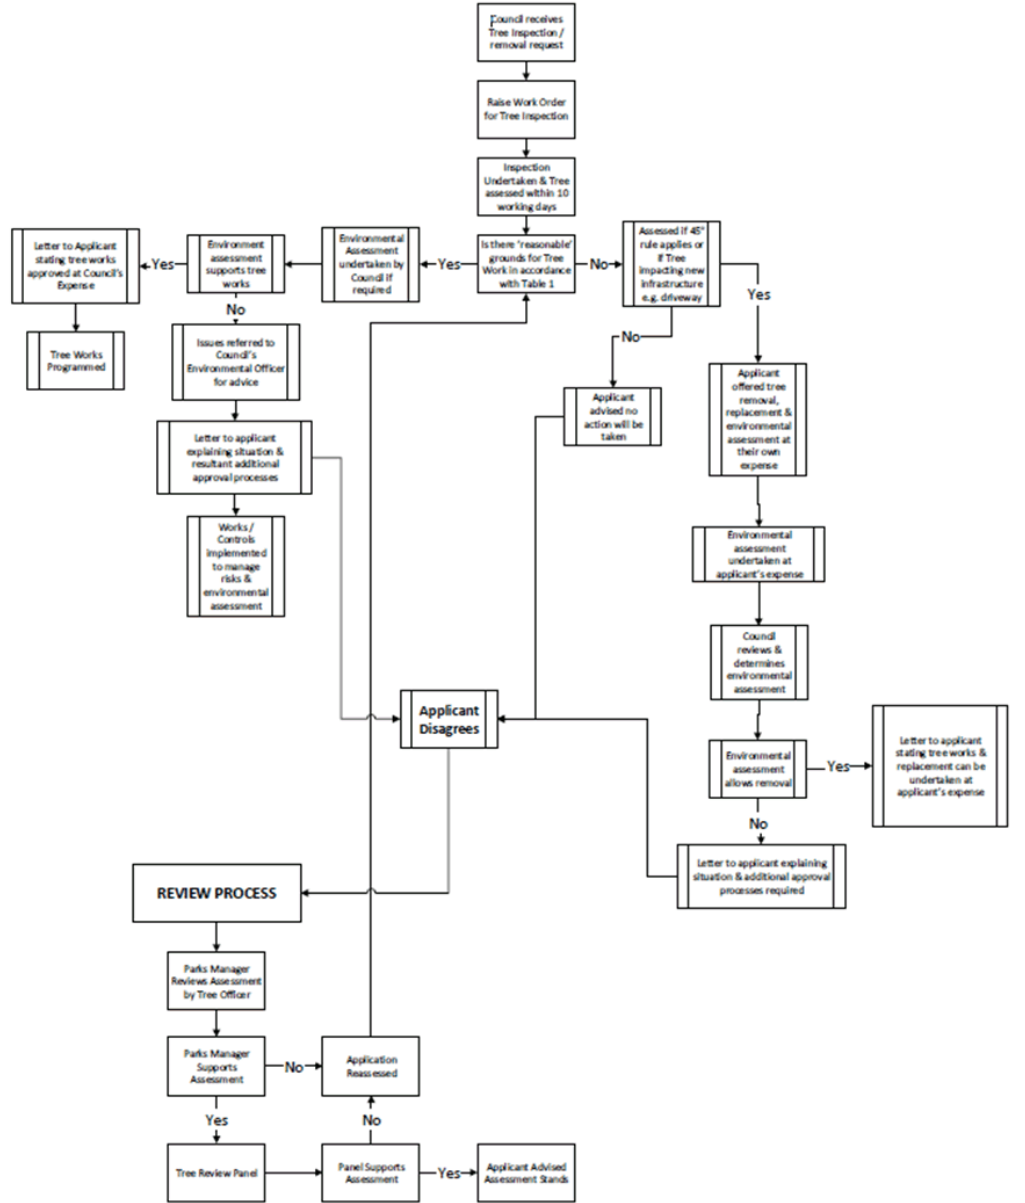 Council receives
Tree Inspection /
removal request
Raise Work Order
for Tree Inspection
Inspection
Undertaken & Tree
assessed within 10
working days
Letter to Applicant
stating tree works
approved at Council's
Expense
Yes
Environment
assessment
supports tree
works
Environmental
Assessment
undertaken by
Council if
required
Yes
Is there 'reasonable'
grounds for Tree
Work in accordance
with Table 1
No
Assessed if 45°
rule applies or
if Tree
impacting new
infrastructure
e.g. driveway
Yes
No
No
Tree Works
Programmed
Issues referred to
Council's
Environmental Officer
for advice
Applicant
advised no
action will be
taken
Applicant
offered tree
removal,
replacement &
environmental
assessment at
their own
expense
Letter to applicant
explaining situation &
resultant additional
approval processes
Works /
Controls
implemented
to manage
risks &
environmental
assessment
Environmental
assessment
undertaken at
applicant's expense
Council
reviews &
determines
environmental
assessment
Applicant
Disagrees
Environmental
assessment
allows removal
Yes
Letter to applicant
stating tree works &
replacement can be
undertaken at
applicant's expense
No
Letter to applicant explaining
situation & additional approval
processes required
REVIEW PROCESS
Parks Manager
Reviews Assessment
by Tree Officer
Parks Manager
Supports
Assessment
No
Application
Reassessed
Yes
No
Tree Review Panel
Panel Supports
Assessment
Yes
Applicant Advised
Assessment Stands